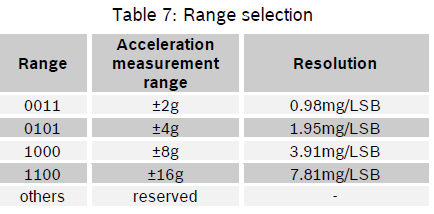 Table 7: Range selection
Range Acceleration measurement range Resolution
0011 ±2g 0.98mg/LSB
0101 ±4g 1.95mg/LSB
1000 ±8g 3.91mg/LSB
1100 ±16g 7.81mg/LSB
others reserved -